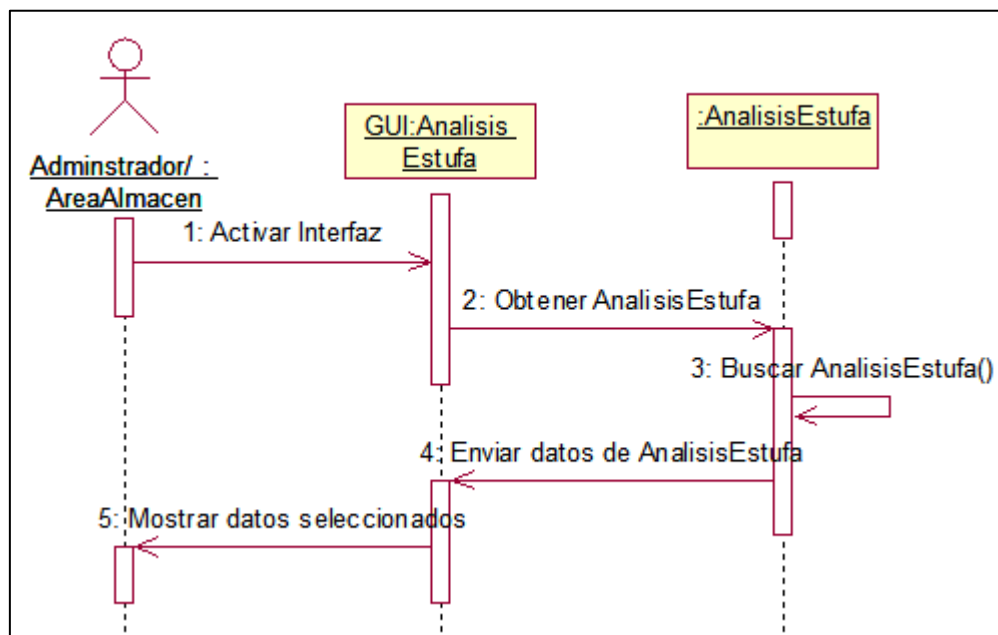 Adminstrador/ :
AreaAlmacen
GUI:Analisis
Estufa
:AnalisisEstufa
1: Activar Interfaz
2: Obtener AnalisisEstufa
3: Buscar AnalisisEstufa()
4: Enviar datos de AnalisisEstufa
5: Mostrar datos seleccionados